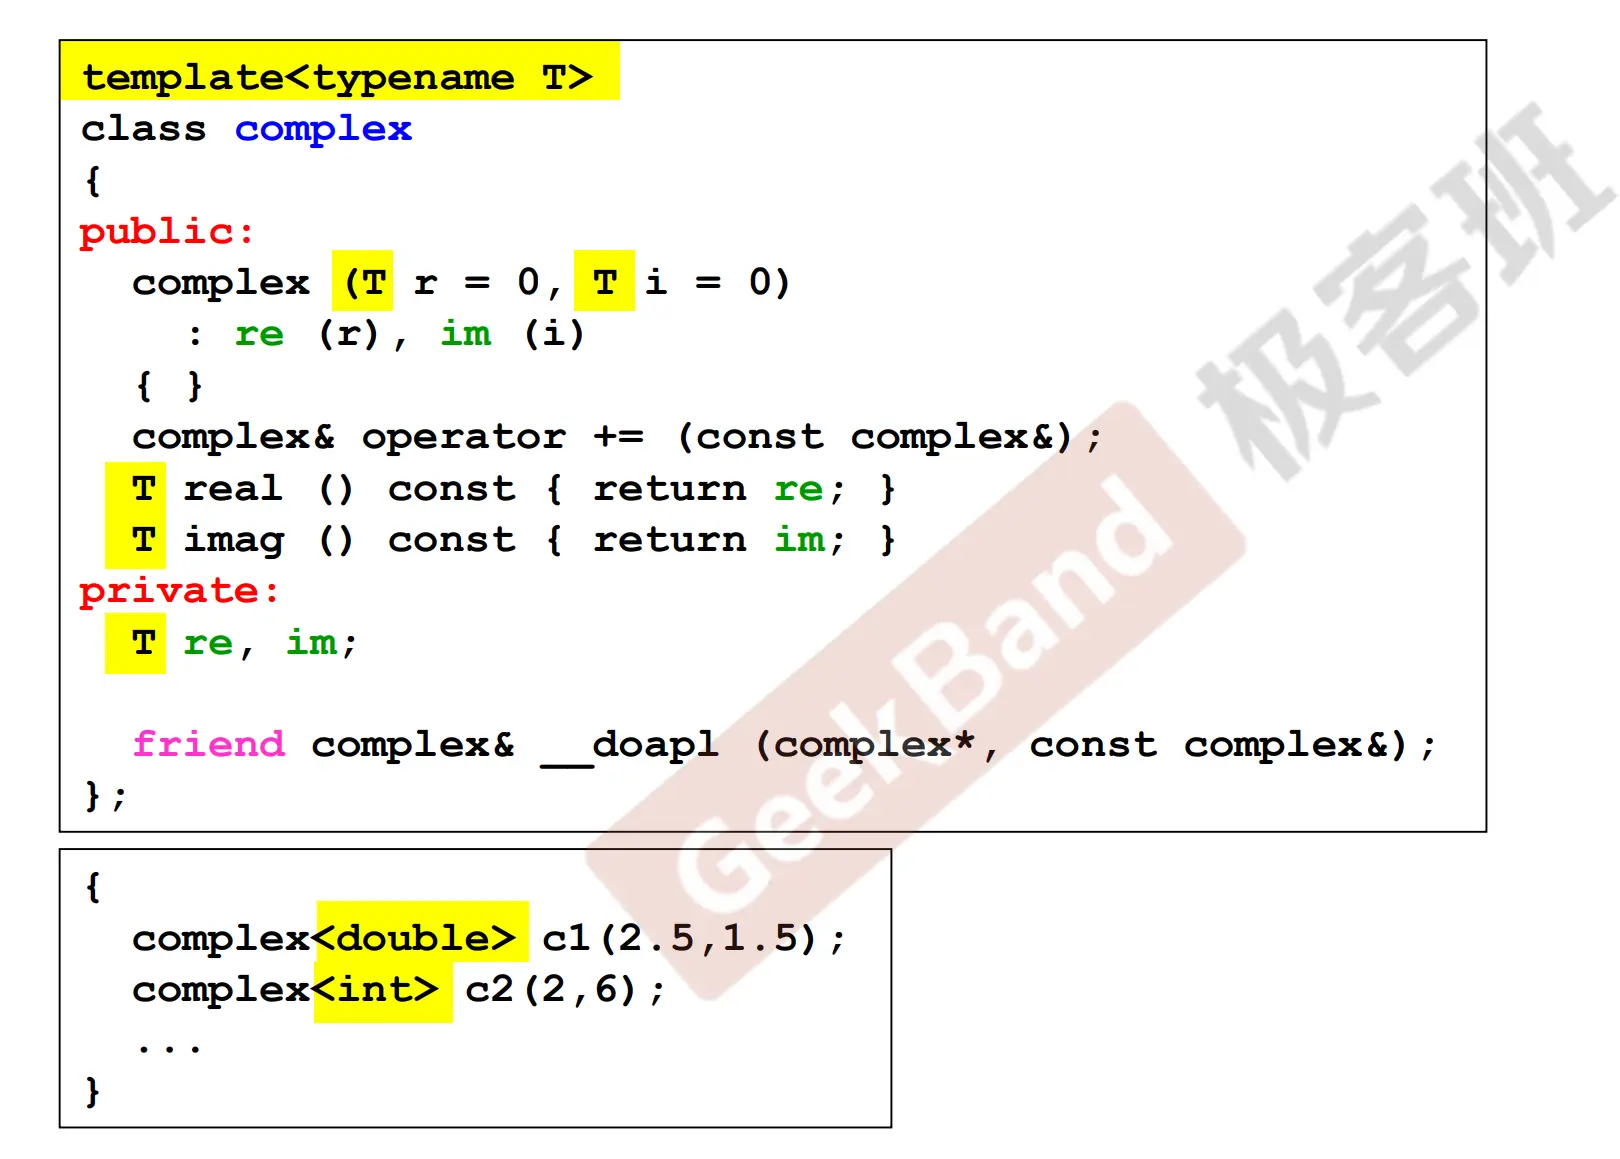 template<typename T>
class complex
{
public:
  complex (T r = 0, T i = 0)
    : re (r), im (i)
  { }
  complex& operator += (const complex&);
  T real () const { return re; }
  T imag () const { return im; }
private:
  T re, im;
  friend complex& __doapl (complex*, const complex&);
};
{
  complex<double> c1(2.5,1.5);
  complex<int> c2(2,6);
  ...
}
GeekBand 极客班